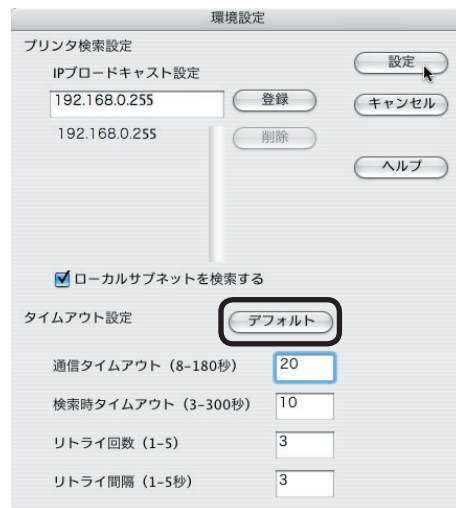 環境設定
プリンタ検索設定
IPブロードキャスト設定
192.168.0.255
登録
設定
キャンセル
192.168.0.255
削除
ヘルプ
ローカルサブネットを検索する
タイムアウト設定
デフォルト
通信タイムアウト（8-180秒）
20
検索時タイムアウト（3-300秒）
10
リトライ回数（1-5）
3
リトライ間隔（1-5秒）
3